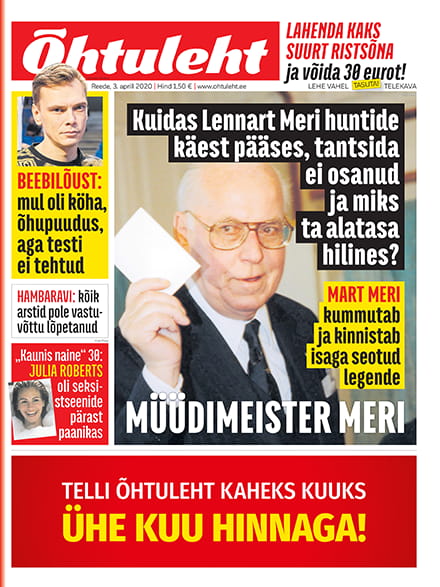 LAHENDA KAKS
SUURT RISTSÕNA
ja võida 30 eurot!
Õhtuleht
Reede, 3. aprill 2020 | Hind 1,50 € | www.ohtuleht.ee
LEHE VAHEL TASUTA! TELEKAVA
BEEBILÕUST:
mul oli köha,
õhupuudus,
aga testi
ei tehtud
HAMBARAVI: kõik
arstid pole vastu-
võttu lõpetanud
„Kaunis naine” 30:
JULIA ROBERTS
oli seksi-
stseenide
pärast
paanikas
Kuidas Lennart Meri huntide
käest pääses, tantsida
ei osanud
ja miks
ta alatasa
hilines?
MART MERI
kummutab
ja kinnistab
isaga seotud
legende
MÜÜDIMEISTER MERI
TELLI ÕHTULEHT KAHEKS KUUKS
ÜHE KUU HINNAGA!